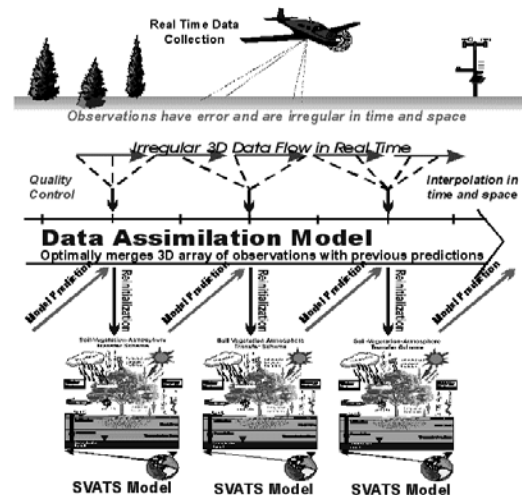 Real Time Data
Collection
Observations have error and are irregular in time and space
Irregular 3D Data Flow in Real Time
Quality
Control
Interpolation in
time and space
Data Assimilation Model
Optimally merges 3D array of observations with previous predictions
Model Prediction
Reinitialization
Model Prediction
Reinitialization
Model Prediction
Reinitialization
Model Prediction
Soil-Vegetation-Atmosphere
Transfer Scheme
Soil-Vegetation-Atmosphere
Transfer Scheme
Soil-Vegetation-Atmosphere
Transfer Scheme
SVATS Model
SVATS Model
SVATS Model